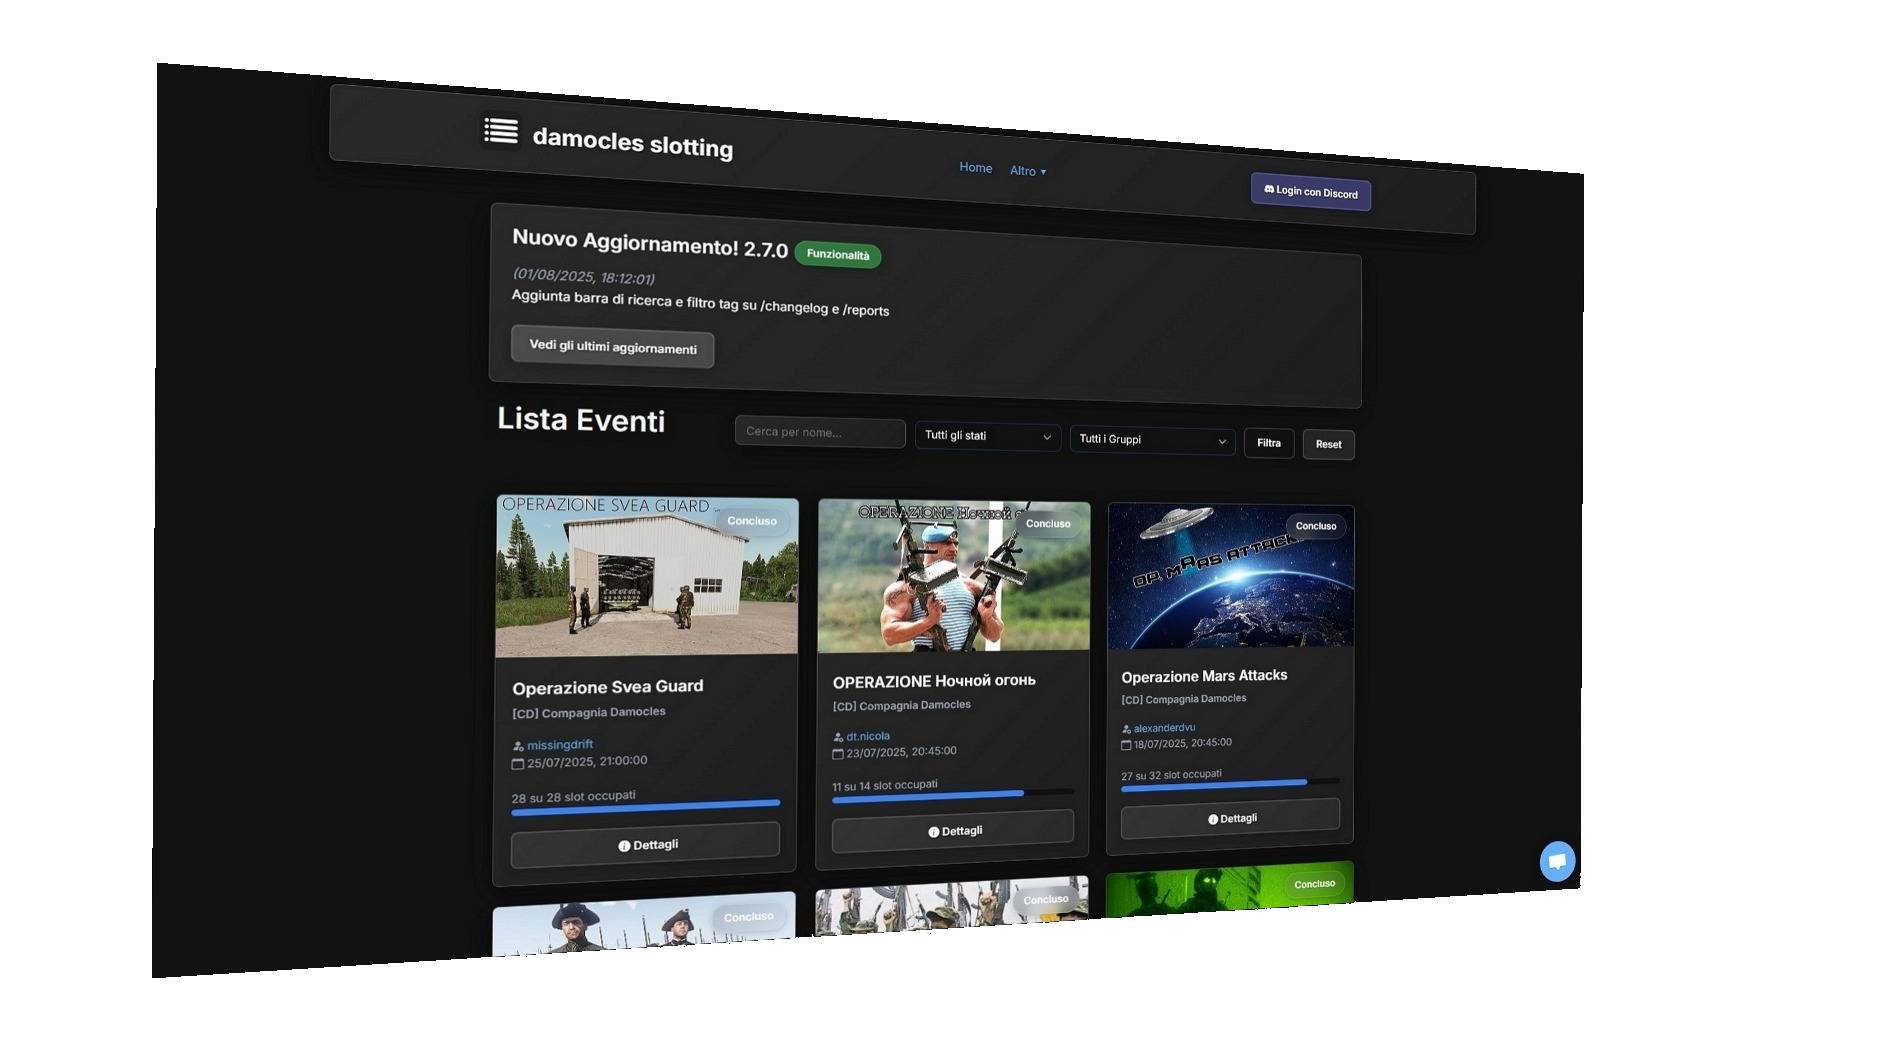 damocles slotting
Home
Altro ▾
Login con Discord
Nuovo Aggiornamento! 2.7.0
Funzionalità
(01/08/2025, 18:12:01)
Aggiunta barra di ricerca e filtro tag su /changelog e /reports
Vedi gli ultimi aggiornamenti
Lista Eventi
Cerca per nome...
Tutti gli stati
Tutti i Gruppi
Filtra
Reset
OPERAZIONE SVEA GUARD
Concluso
Operazione Svea Guard
[CD] Compagnia Damocles
missingdrift
25/07/2025, 21:00:00
28 su 28 slot occupati
Dettagli
OPERAZIONE Ночной
Concluso
OPERAZIONE Ночной огонь
[CD] Compagnia Damocles
dt.nicola
23/07/2025, 20:45:00
11 su 14 slot occupati
Dettagli
OP. MARS ATTACK
Concluso
Operazione Mars Attacks
[CD] Compagnia Damocles
alexanderdvu
18/07/2025, 20:45:00
27 su 32 slot occupati
Dettagli
Concluso
Concluso
Concluso